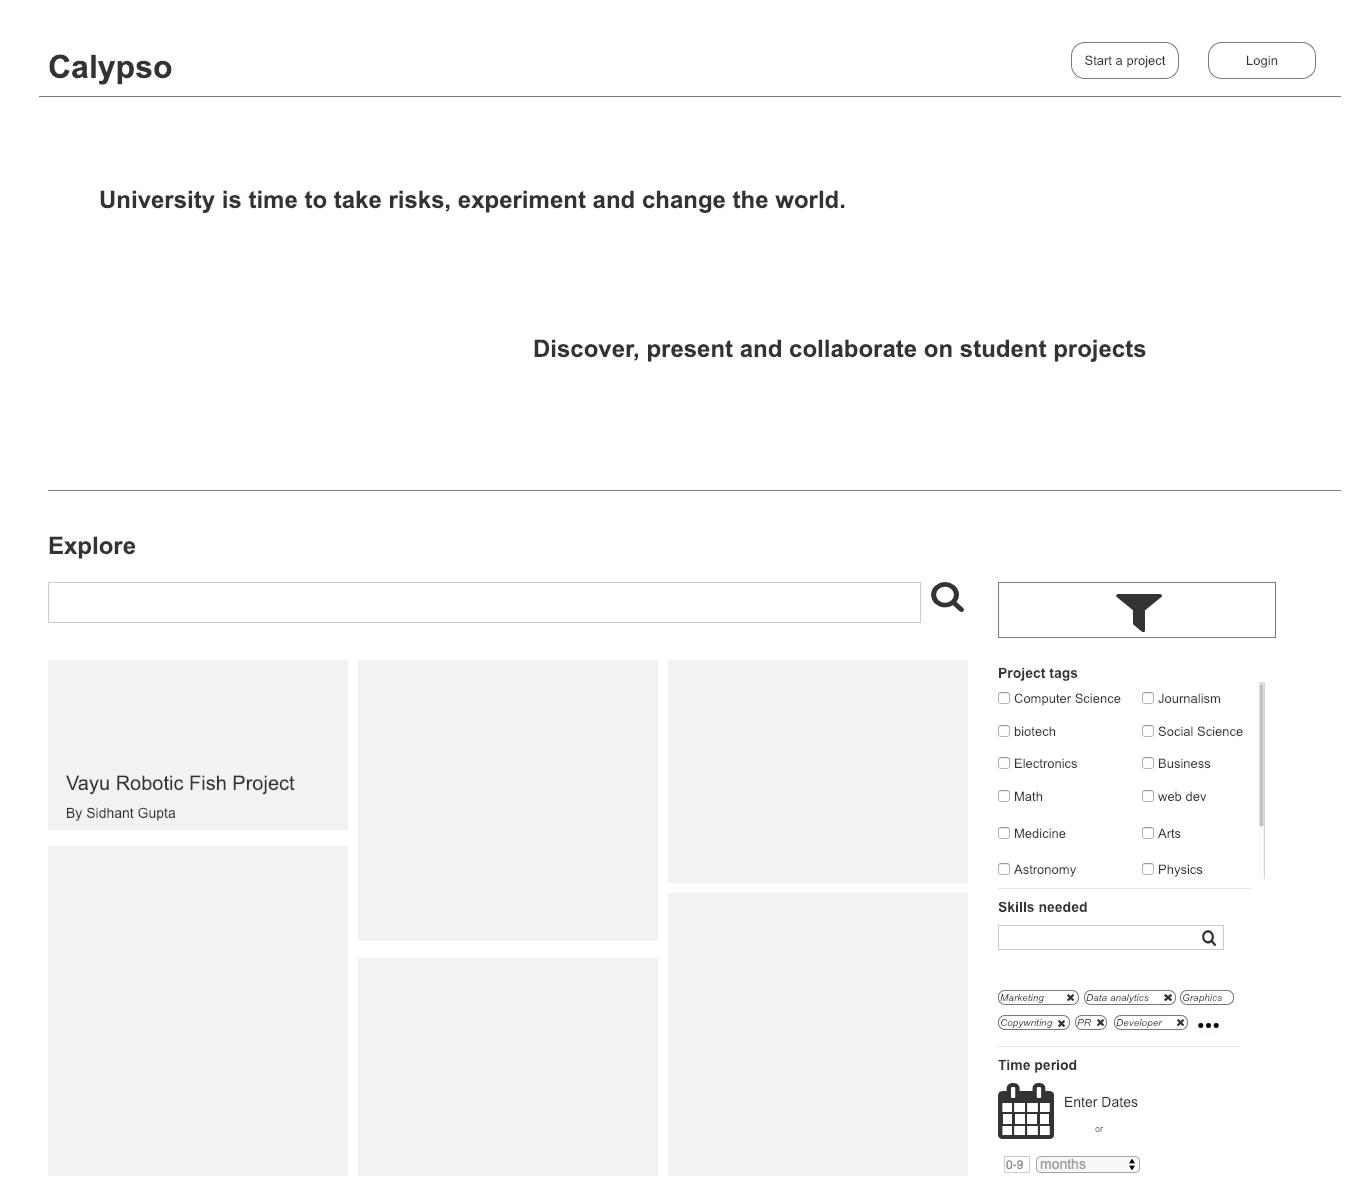 Calypso
Start a project
Login
University is time to take risks, experiment and change the world.
Discover, present and collaborate on student projects
Explore
Vayu Robotic Fish Project
By Sidhant Gupta
Project tags
Computer Science
Journalism
biotech
Social Science
Electronics
Business
Math
web dev
Medicine
Arts
Astronomy
Physics
Skills needed
Marketing
Data analytics
Graphics
Copywriting
PR
Developer
Time period
Enter Dates
or
0-9
months